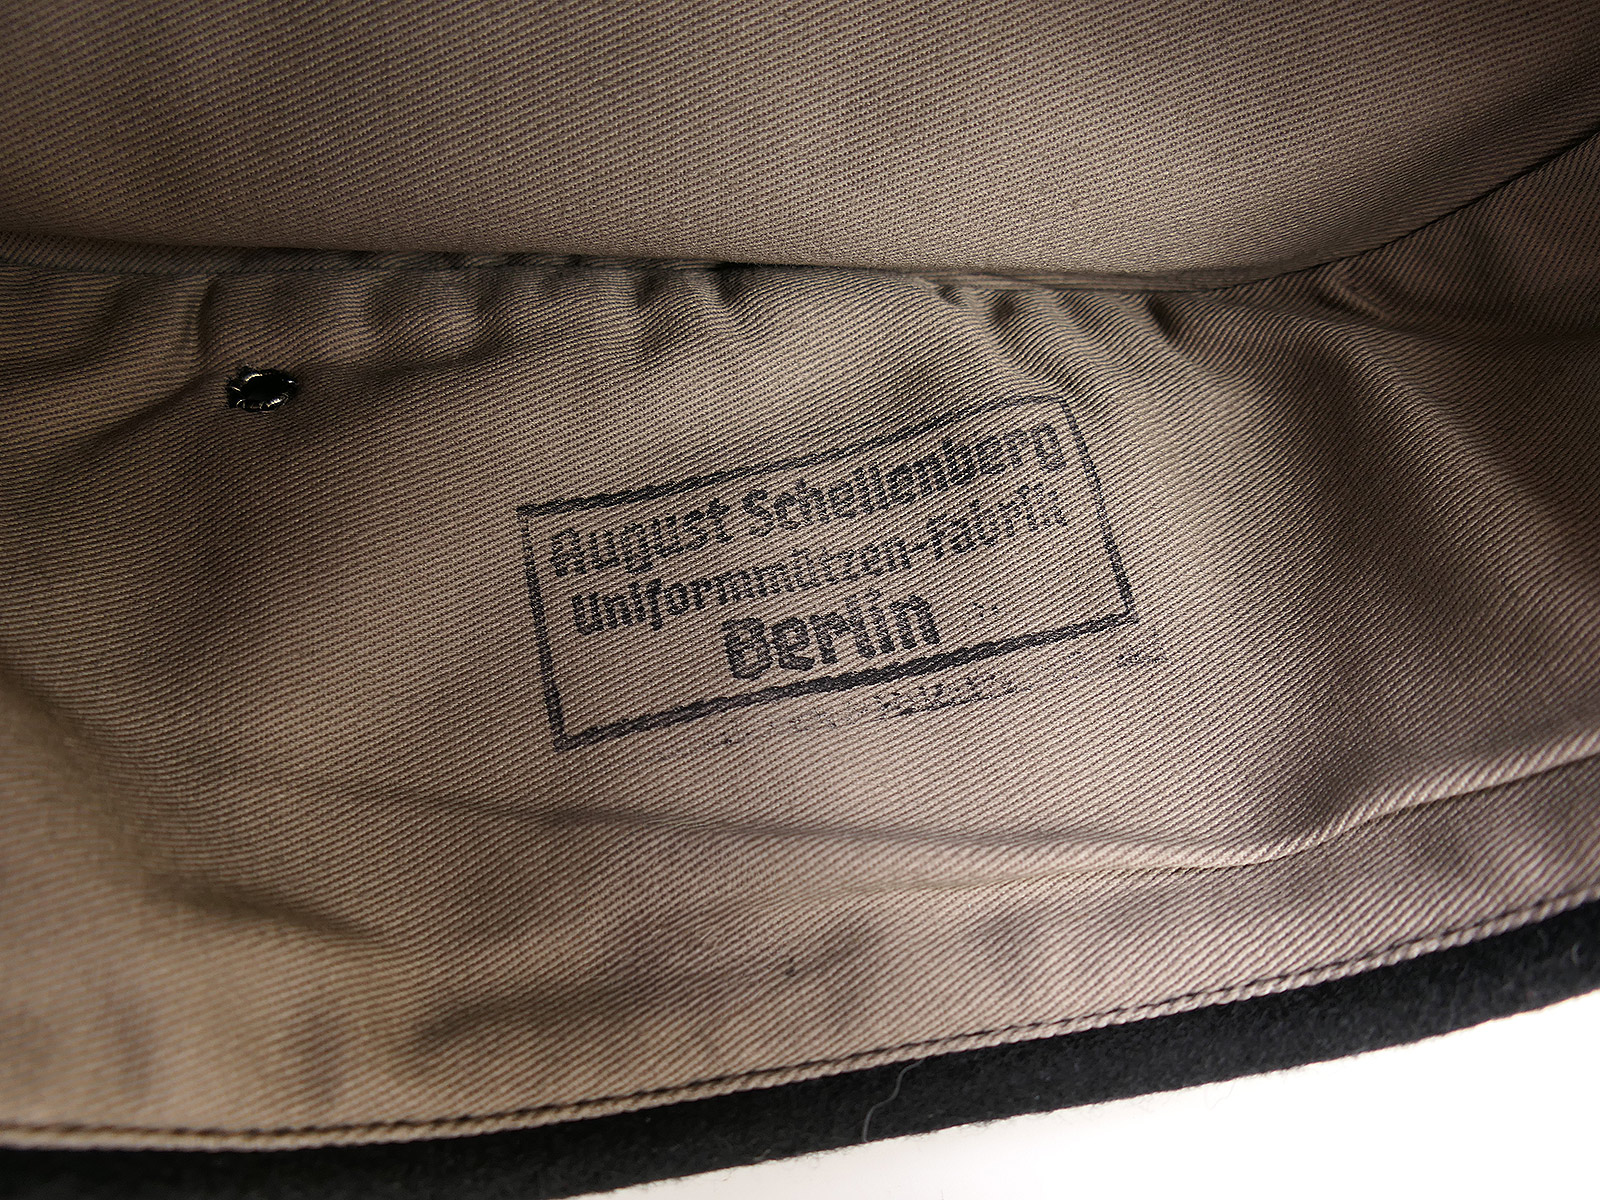 August Schellenberg
Uniformmützen-Fabrik
Berlin